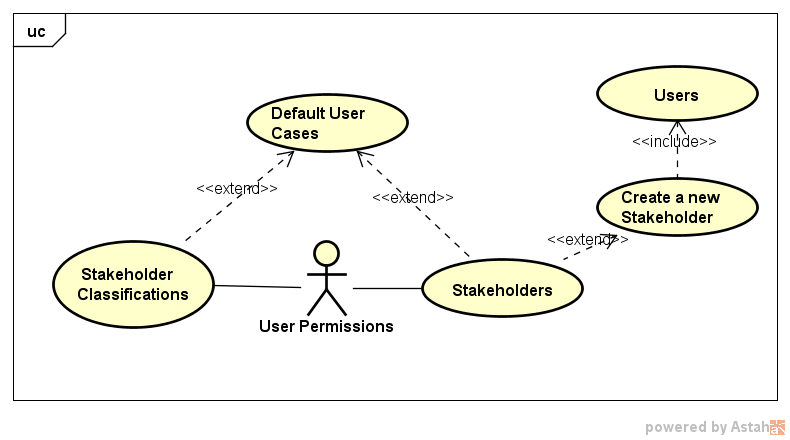 uc
Users
Default User
Cases
<<include>>
<<extend>>
<<extend>>
Create a new
Stakeholder
<<extend>>
Stakeholder
Classifications
Stakeholders
User Permissions
powered by Astah